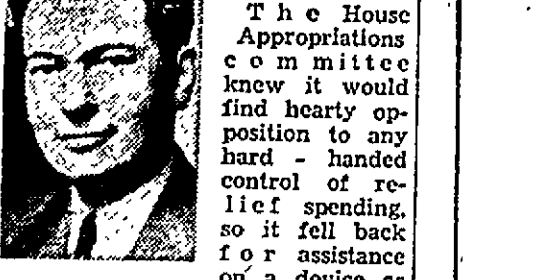 The House
Appropriations
committee
knew it would
find hearty op-
position to any
hard - handed
control of re-
lief spending,
so it fell back
for assistance
on a device